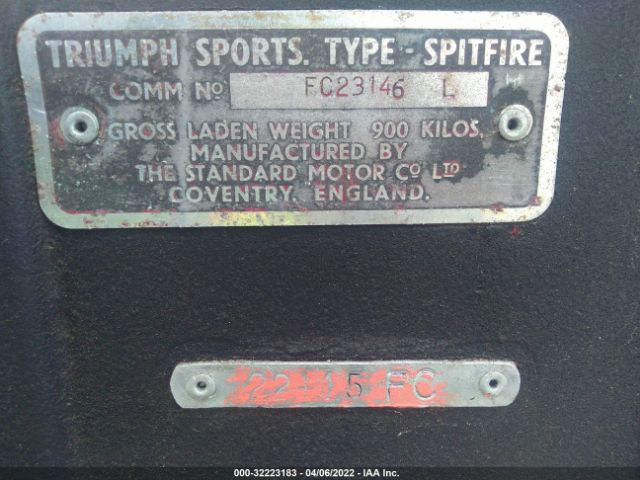 TRIUMPH SPORTS. TYPE - SPITFIRE
COMM NO FC23146 L
GROSS LADEN WEIGHT 900 KILOS.
MANUFACTURED BY
THE STANDARD MOTOR CO LTD
COVENTRY. ENGLAND.
FC
000-32223183 - 04/06/2022 - IAA Inc.